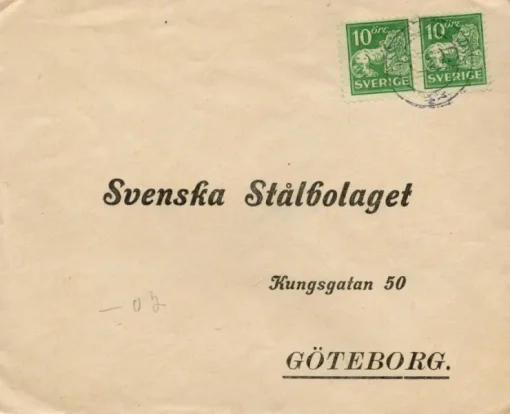 10 öre 10 öre
SVERIGE SVERIGE
Svenska Stålbolaget
Kungsgatan 50
GÖTEBORG.